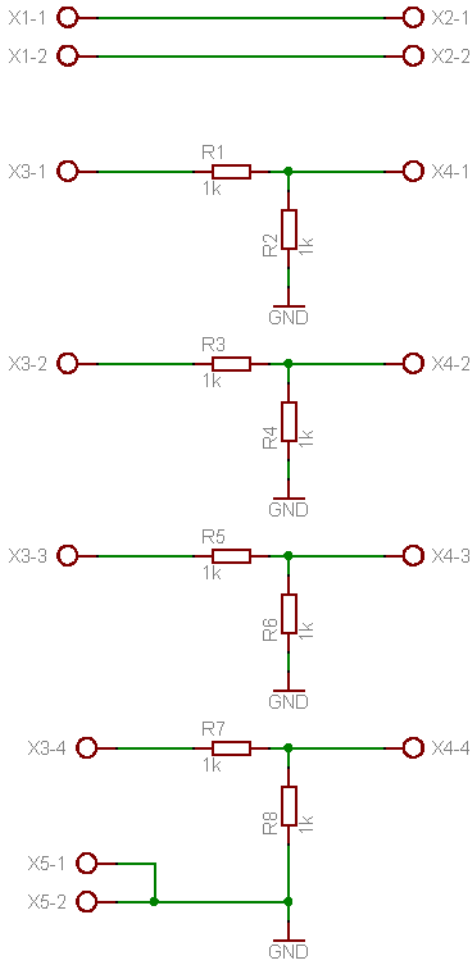 X1-1 X2-1
X1-2 X2-2
R1
X3-1 X4-1
1k
R2 1k
GND
R3
X3-2 X4-2
1k
R4 1k
GND
R5
X3-3 X4-3
1k
R6 1k
GND
R7
X3-4 X4-4
1k
R8 1k
X5-1
X5-2
GND